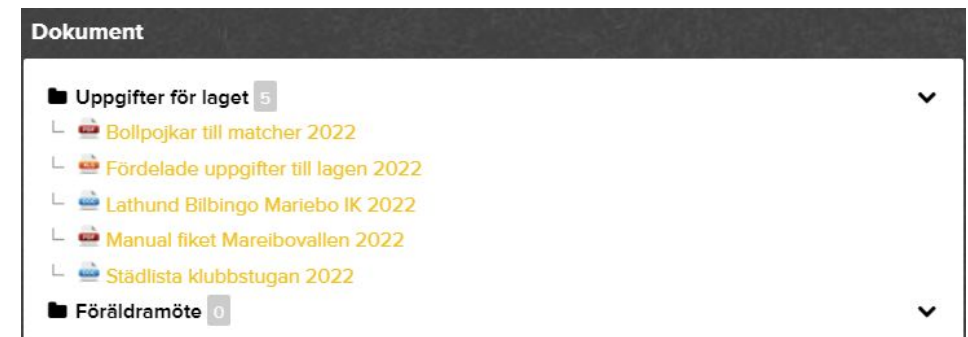 Dokument
Uppgifter för laget 5
Bollpojkar till matcher 2022
Fördelade uppgifter till lagen 2022
Lathund Bilbingo Mariebo IK 2022
Manual fiket Mareibovallen 2022
Städlista klubbstugan 2022
Föräldramöte 0